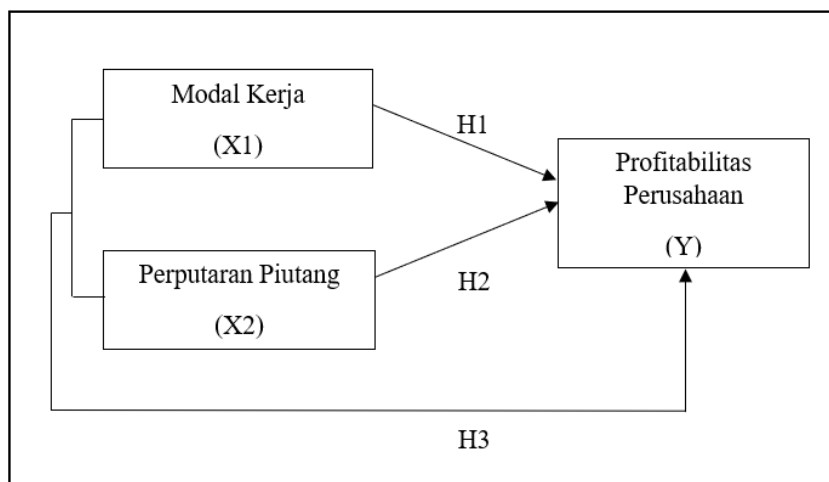 Modal Kerja
(X1)
H1
Profitabilitas
Perusahaan
(Y)
Perputaran Piutang
(X2)
H2
H3